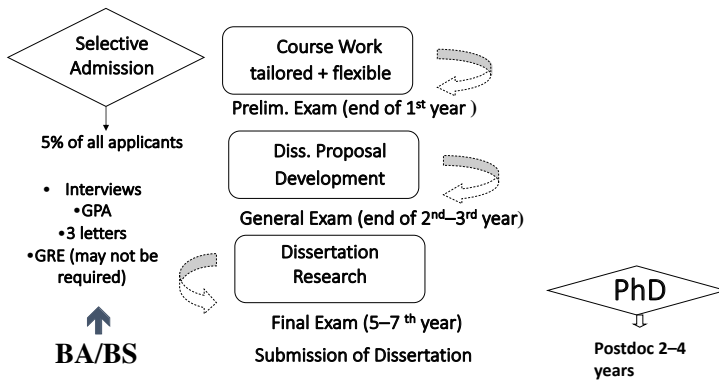 Selective
Admission
5% of all applicants
• Interviews
•GPA
•3 letters
•GRE (may not be
required)
BA/BS
Course Work
tailored + flexible
Prelim. Exam (end of 1st year )
Diss. Proposal
Development
General Exam (end of 2nd–3rd year)
Dissertation
Research
Final Exam (5–7 th year)
Submission of Dissertation
PhD
Postdoc 2–4
years